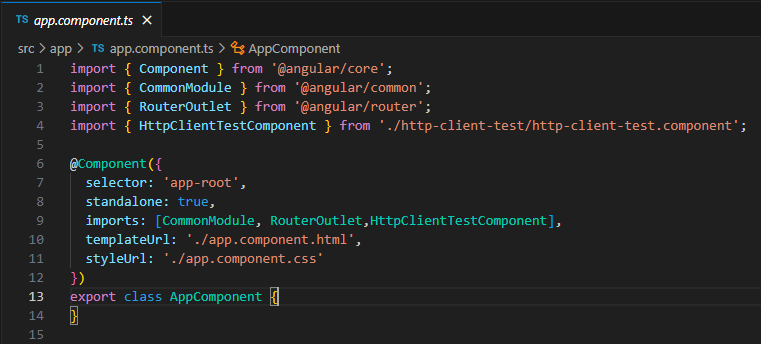 TS app.component.ts ×
src > app > TS app.component.ts > AppComponent
1 import { Component } from '@angular/core';
2 import { CommonModule } from '@angular/common';
3 import { RouterOutlet } from '@angular/router';
4 import { HttpClientTestComponent } from './http-client-test/http-client-test.component';
5
6 @Component({
7   selector: 'app-root',
8   standalone: true,
9   imports: [CommonModule, RouterOutlet,HttpClientTestComponent],
10   templateUrl: './app.component.html',
11   styleUrl: './app.component.css'
12 })
13 export class AppComponent {
14 }
15